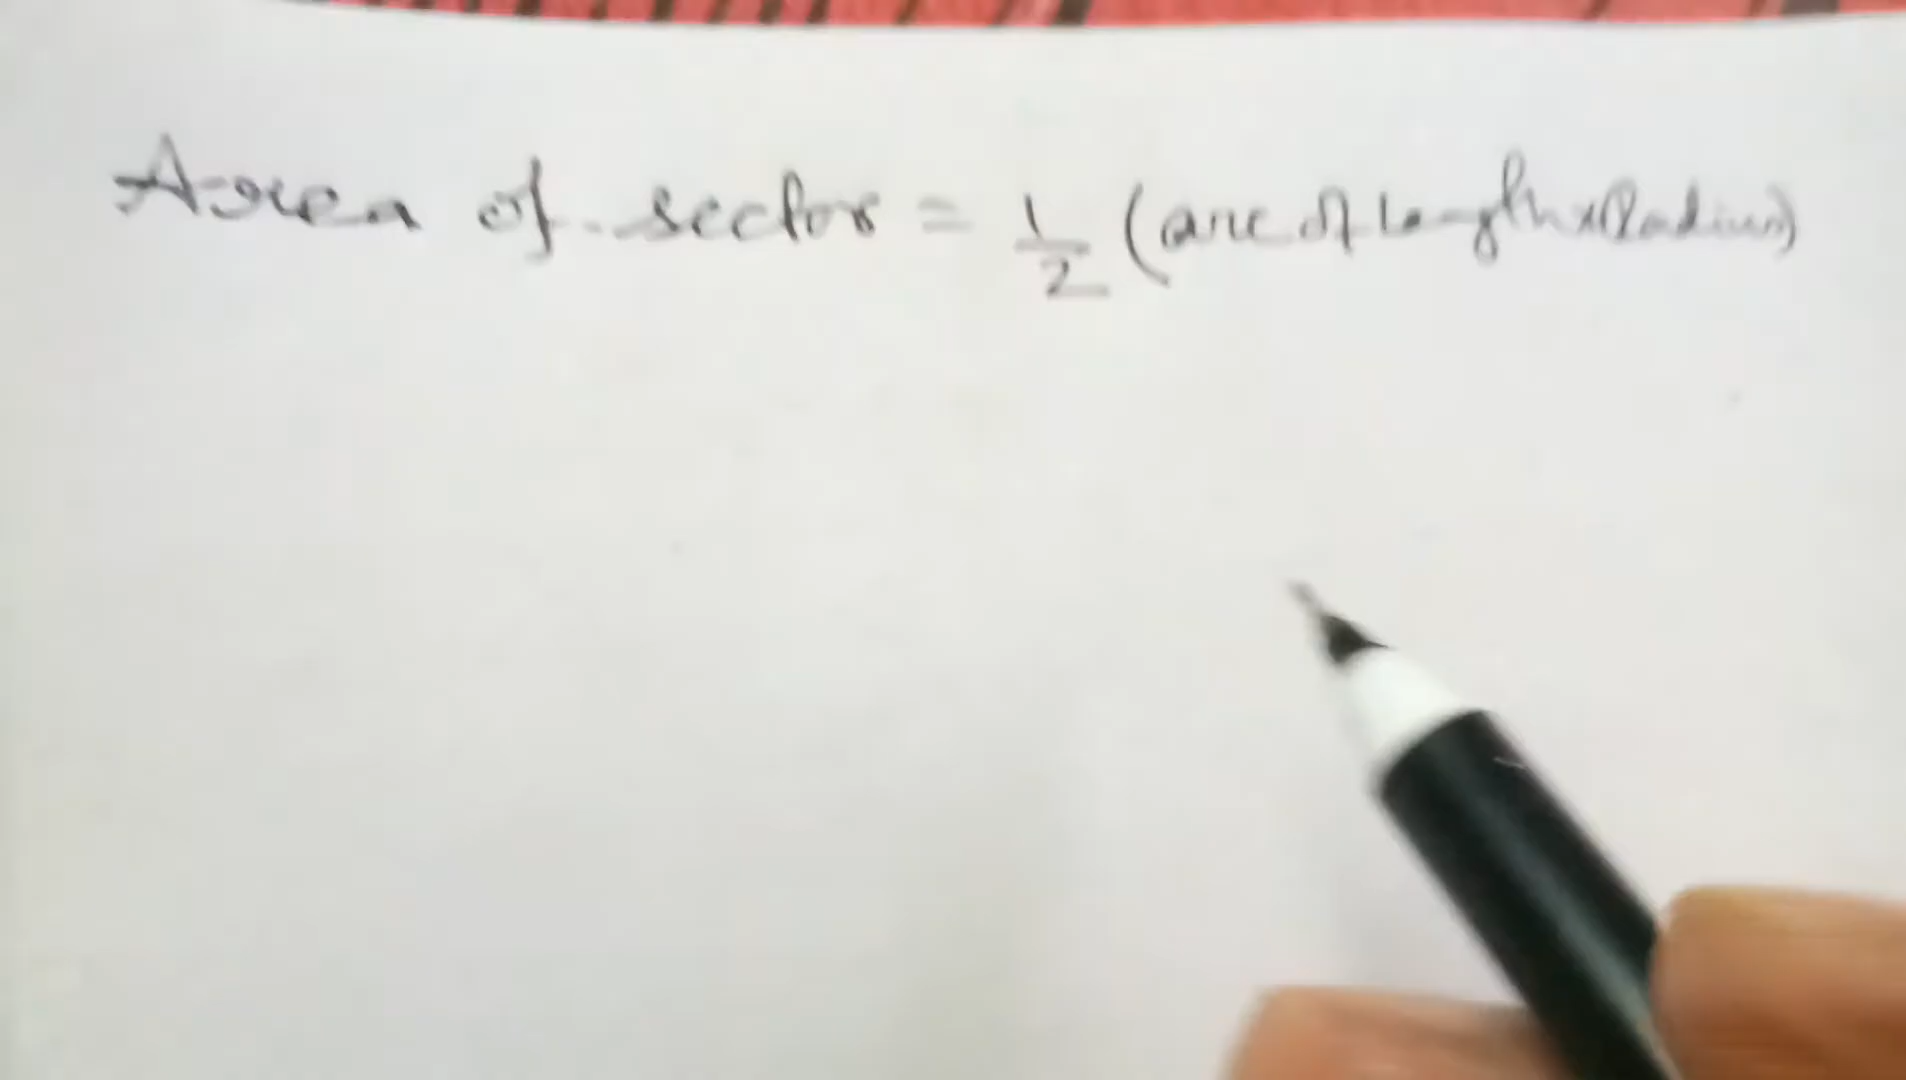 Area of sector = 1/2 (arc of length x Radius)